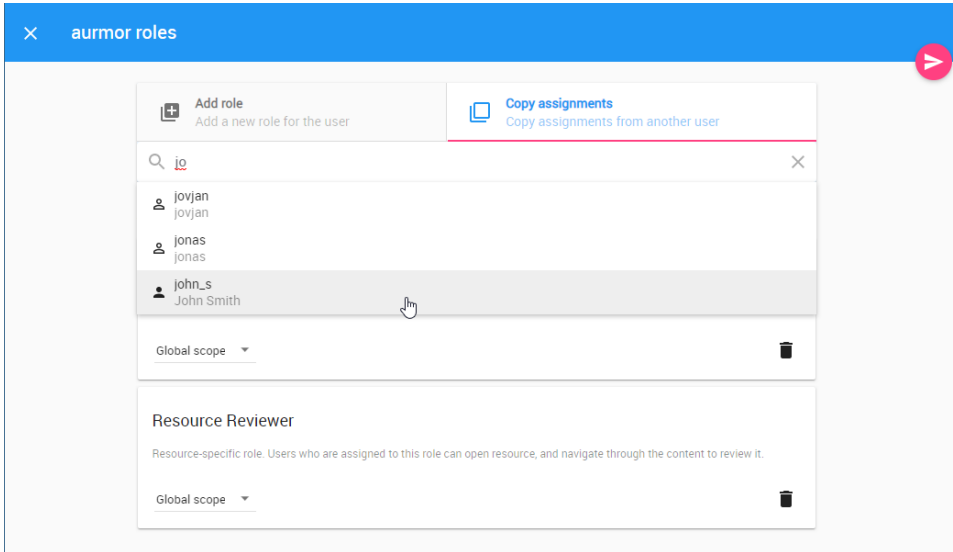 aurmor roles
Add role
Add a new role for the user
Copy assignments
Copy assignments from another user
jo
jovjan
jovjan
jonas
jonas
john_s
John Smith
Global scope
Resource Reviewer
Resource-specific role. Users who are assigned to this role can open resource, and navigate through the content to review it.
Global scope